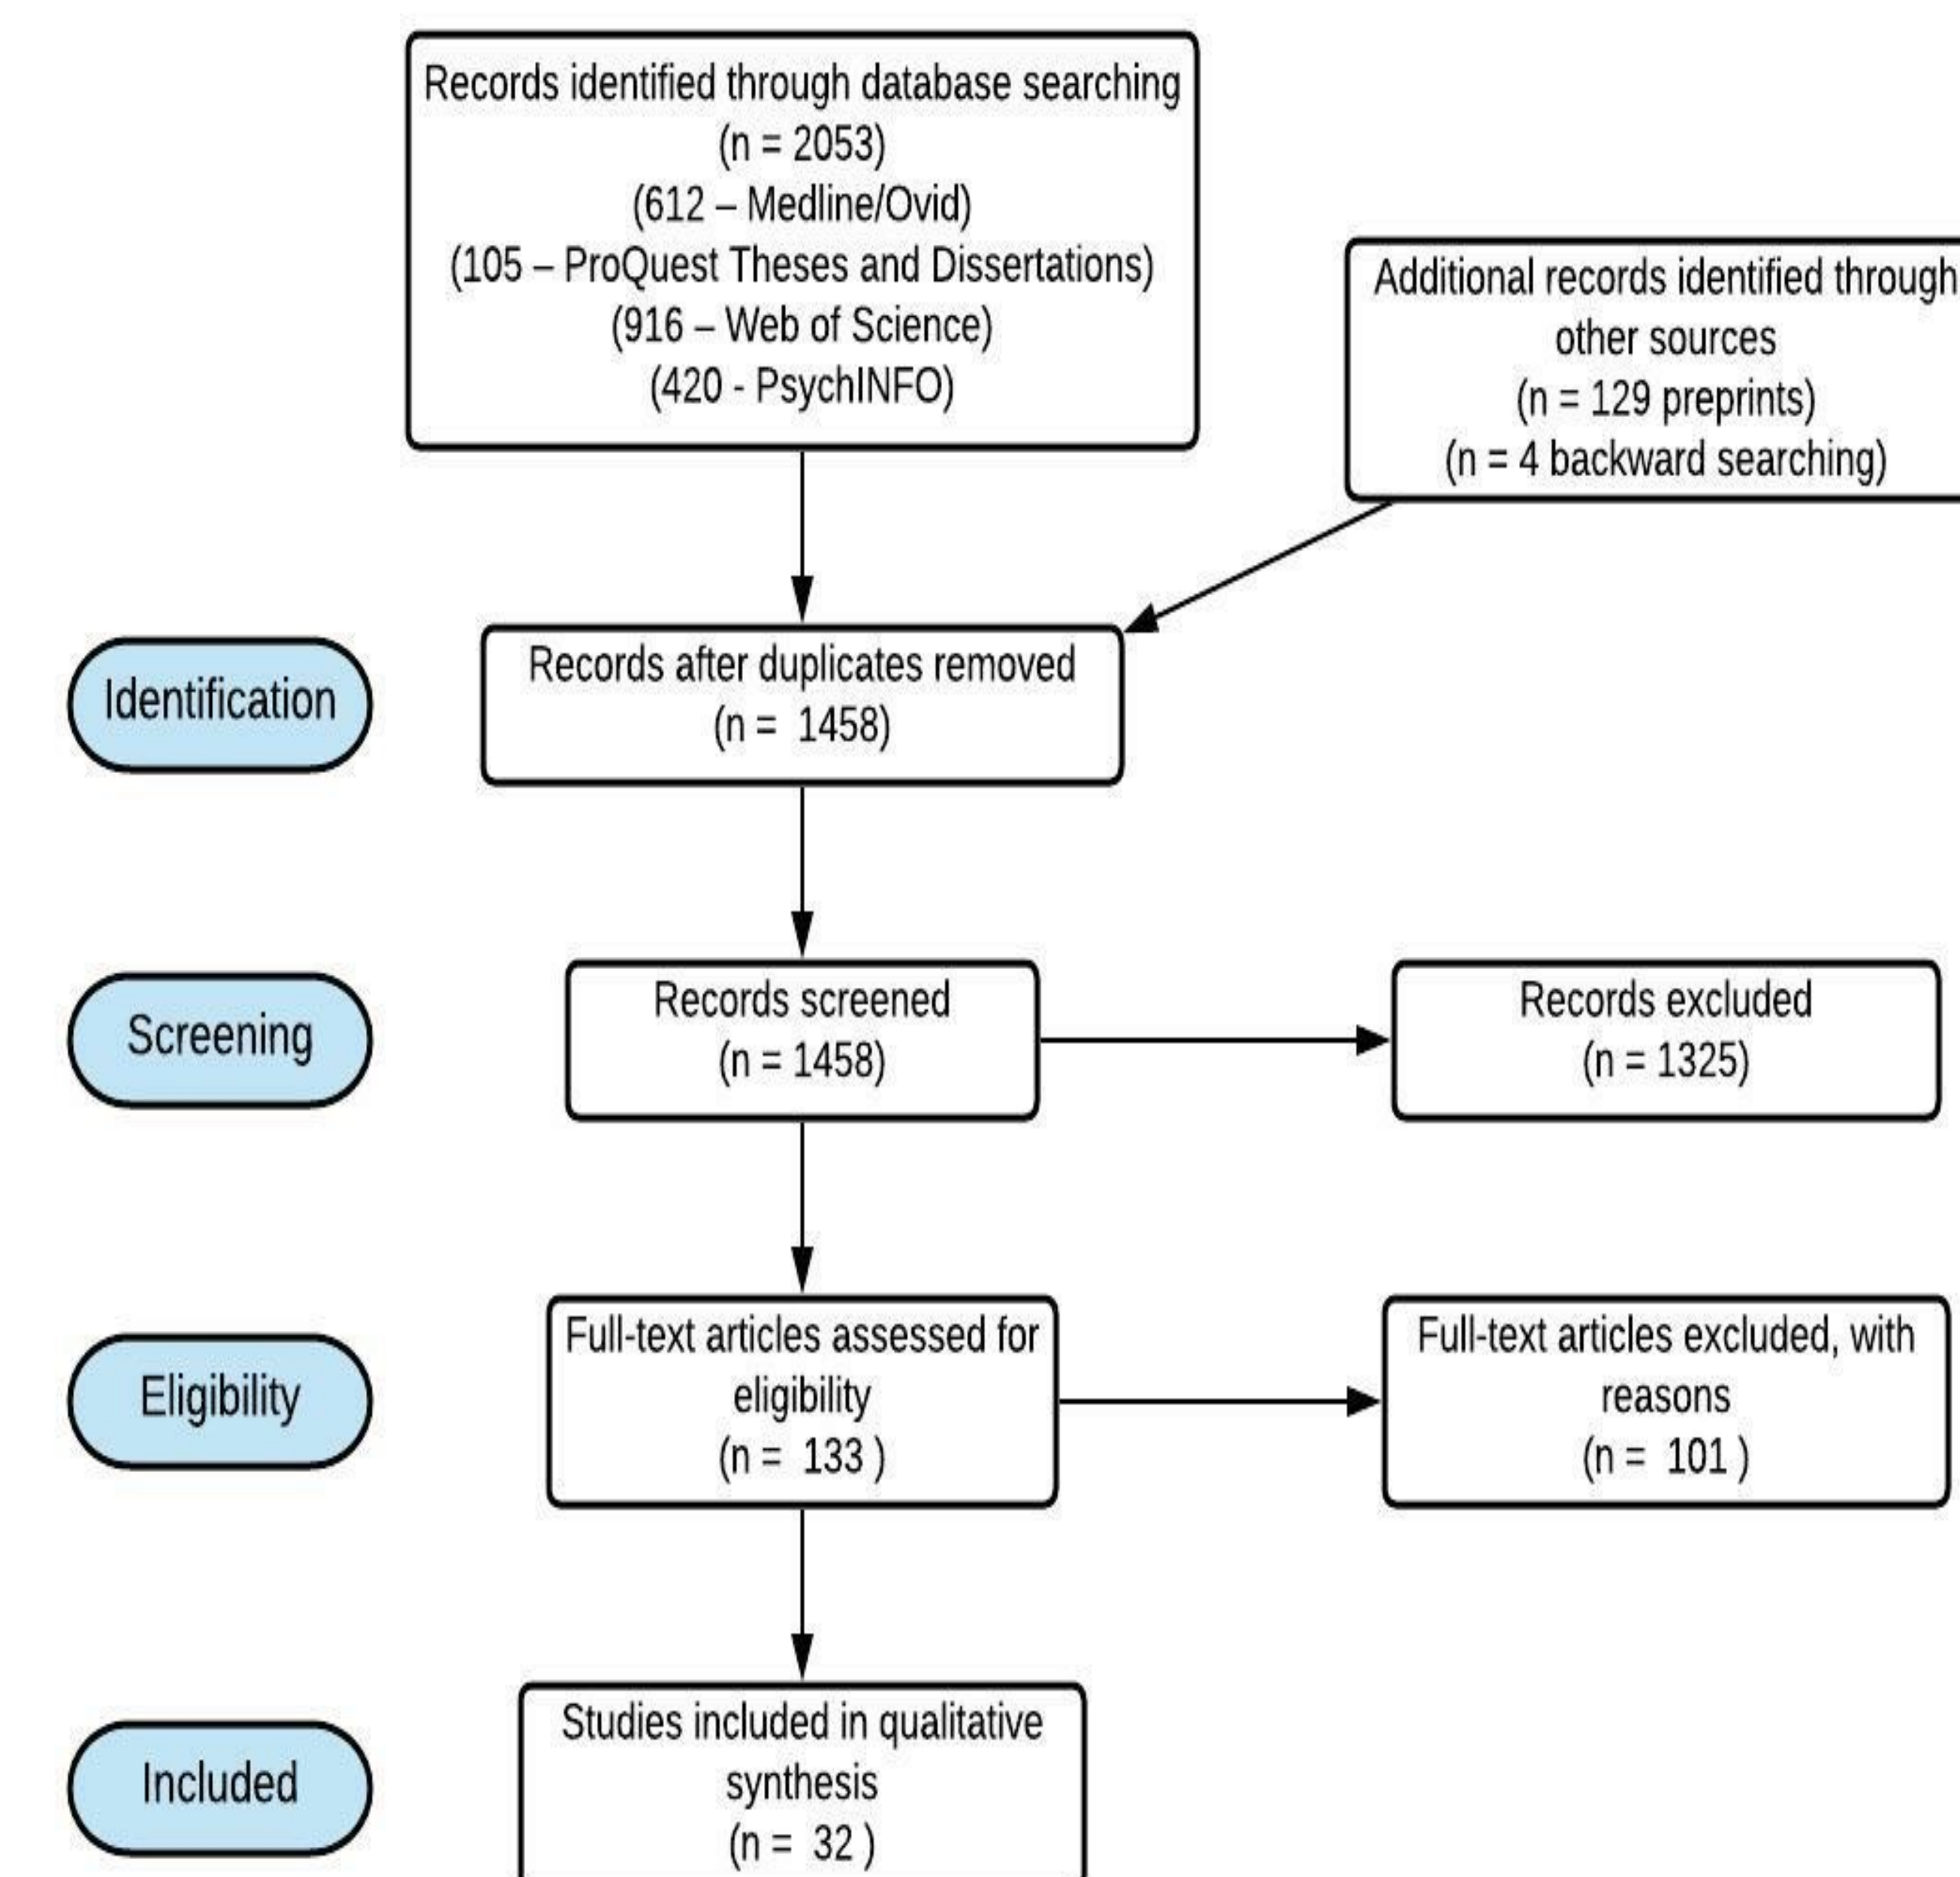 Records identified through database searching
(n = 2053)
(612 – Medline/Ovid)
(105 – ProQuest Theses and Dissertations)
(916 – Web of Science)
(420 - PsychINFO)
Additional records identified through
other sources
(n = 129 preprints)
(n = 4 backward searching)
Identification
Records after duplicates removed
(n =  1458)
Screening
Records screened
(n = 1458)
Records excluded
(n = 1325)
Eligibility
Full-text articles assessed for
eligibility
(n =  133 )
Full-text articles excluded, with
reasons
(n =  101 )
Included
Studies included in qualitative
synthesis
(n =  32 )